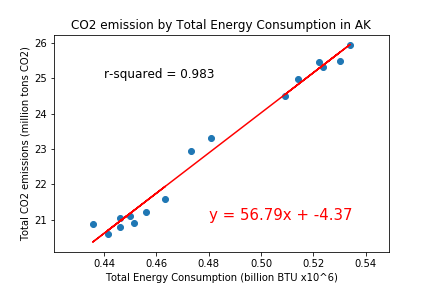 CO2 emission by Total Energy Consumption in AK
26
25
24
23
22
21
Total CO2 emissions (million tons CO2)
r-squared = 0.983
y = 56.79x + -4.37
0.44
0.46
0.48
0.50
0.52
0.54
Total Energy Consumption (billion BTU x10^6)